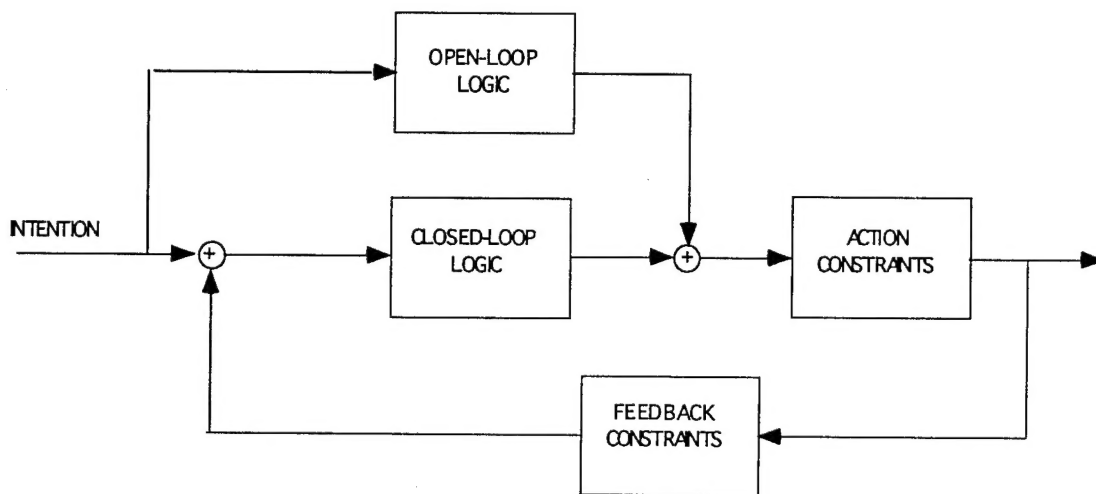 OPEN-LOOP
LOGIC
INTENTION
+
CLOSED-LOOP
LOGIC
+
ACTION
CONSTRAINTS
FEEDBACK
CONSTRAINTS